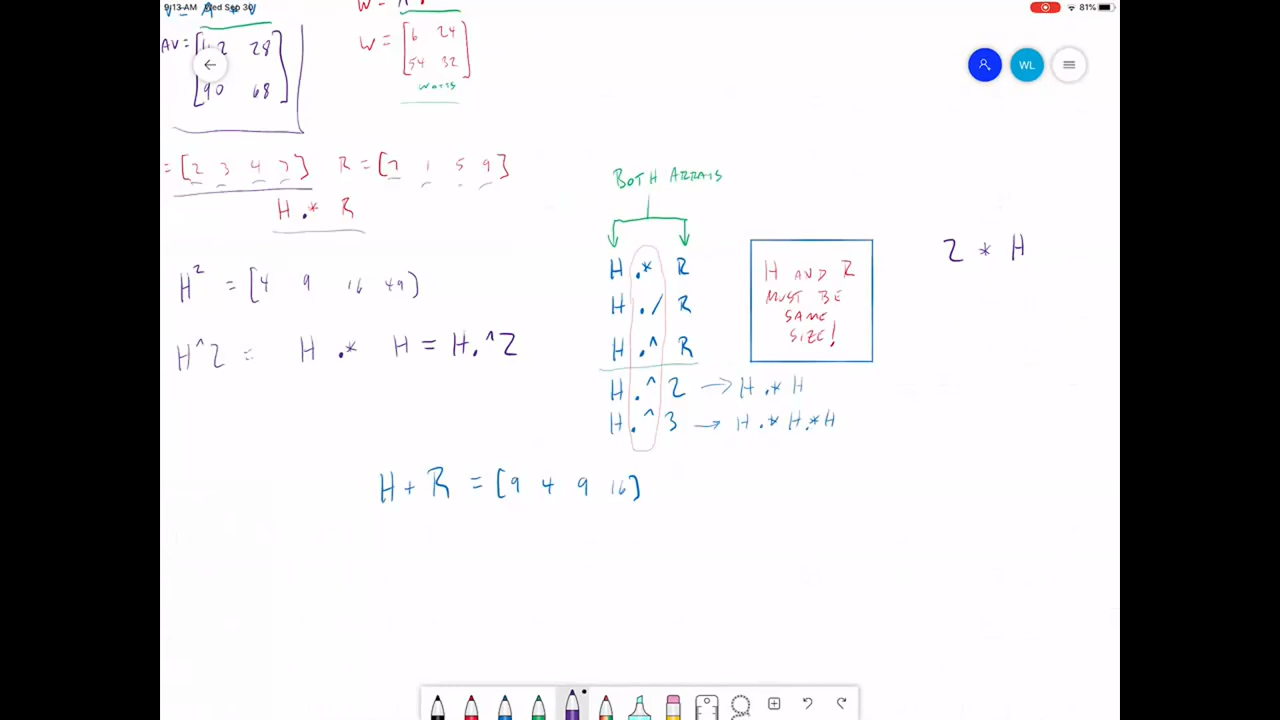 9:13 AM Wed Sep 30
81%
WL
AV = [12 28
90 68]
W = [6 24
54 32]
Watts
= [2 3 4 7] R = [7 1 5 9]
H .* R
H² = [4 9 16 49]
H^2 = H .* H = H.^2
BOTH ARRAYS
H .* R
H ./ R
H .^ R
H .^ 2 → H .* H
H .^ 3 → H .* H .* H
H AND R
MUST BE
SAME
SIZE!
2 * H
H + R = [9 4 9 16]